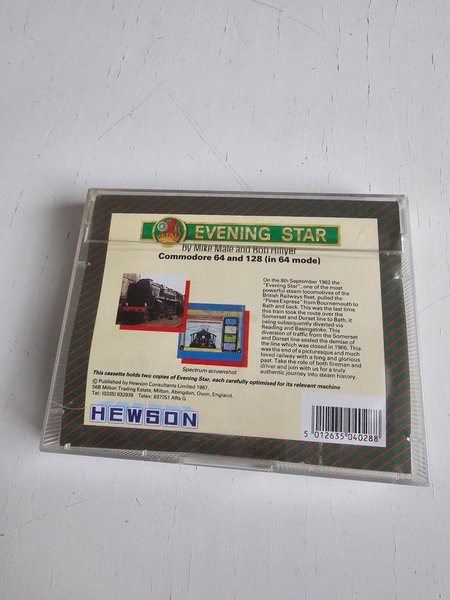 EVENING STAR
by Mike Male and Bob Hillyer
Commodore 64 and 128 (in 64 mode)
On the 8th September 1962 the
"Evening Star", one of the most
powerful steam locomotives of the
British Railways fleet, pulled the
"Pines Express" from Bournemouth to
Bath and back. This was the last time
this train took the route over the
Somerset and Dorset line to Bath, it
being subsequently diverted via
Reading and Basingstoke. This
diversion of traffic from the Somerset
and Dorset line sealed the demise of
the line which was closed in 1966. This
was the end of a picturesque and much
loved railway with a long and glorious
past. Take the role of both fireman and
driver and join with us for a truly
authentic journey into steam history.
Spectrum screenshot
This cassette holds two copies of Evening Star, each carefully optimised for its relevant machine
© Published by Hewson Consultants Limited 1987,
56B Milton Trading Estate, Milton, Abingdon, Oxon, England.
Tel: (0235) 832939 Telex: 837751 Affa G
HEWSON
5 012635 040288